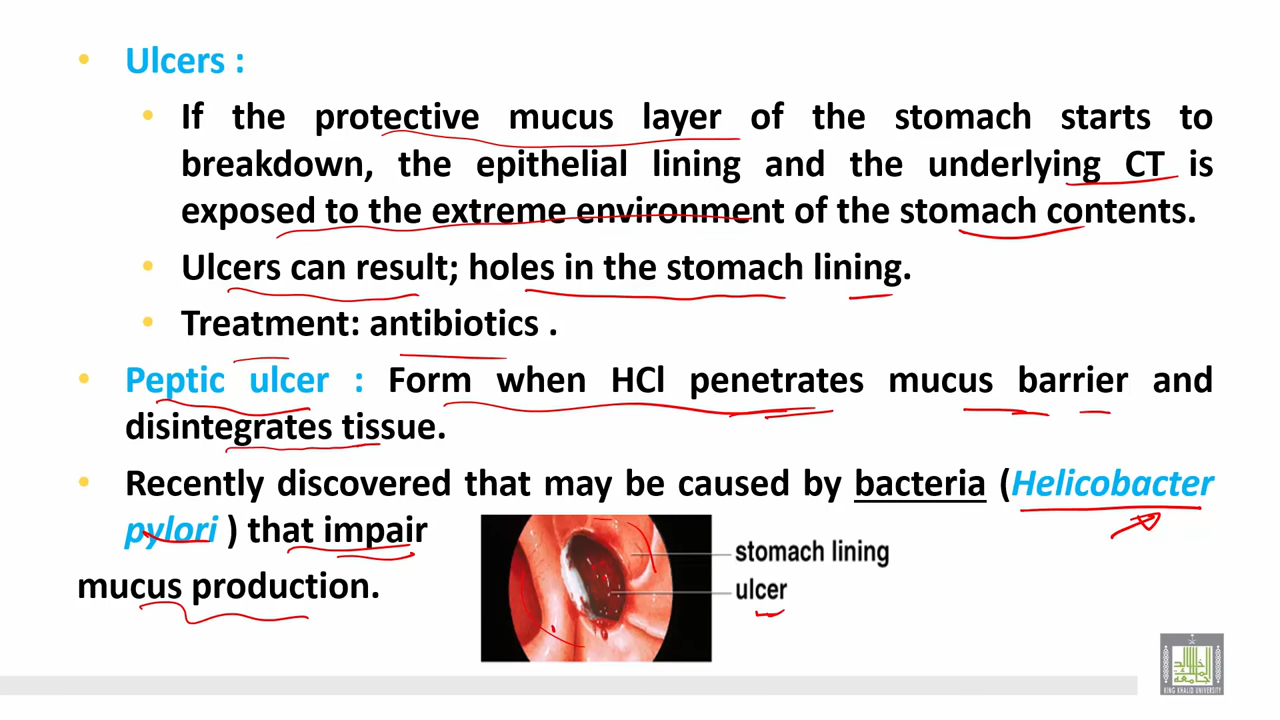 • Ulcers :
• If the protective mucus layer of the stomach starts to
breakdown, the epithelial lining and the underlying CT is
exposed to the extreme environment of the stomach contents.
• Ulcers can result; holes in the stomach lining.
• Treatment: antibiotics .
• Peptic ulcer : Form when HCl penetrates mucus barrier and
disintegrates tissue.
• Recently discovered that may be caused by bacteria (Helicobacter
pylori ) that impair
mucus production.
stomach lining
ulcer
KING KHALID UNIVERSITY